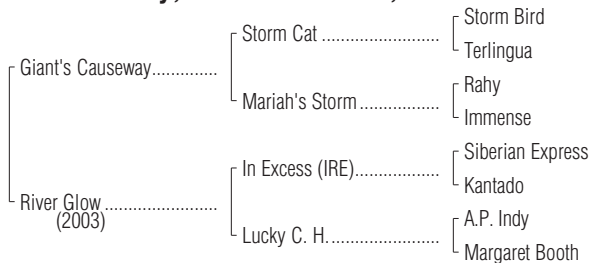 Storm Bird
Storm Cat ......................
Terlingua
Giant's Causeway..............
Rahy
Mariah's Storm ................
Immense
Siberian Express
In Excess (IRE).................
Kantado
River Glow .......................
(2003)
A.P. Indy
Lucky C. H. ......................
Margaret Booth